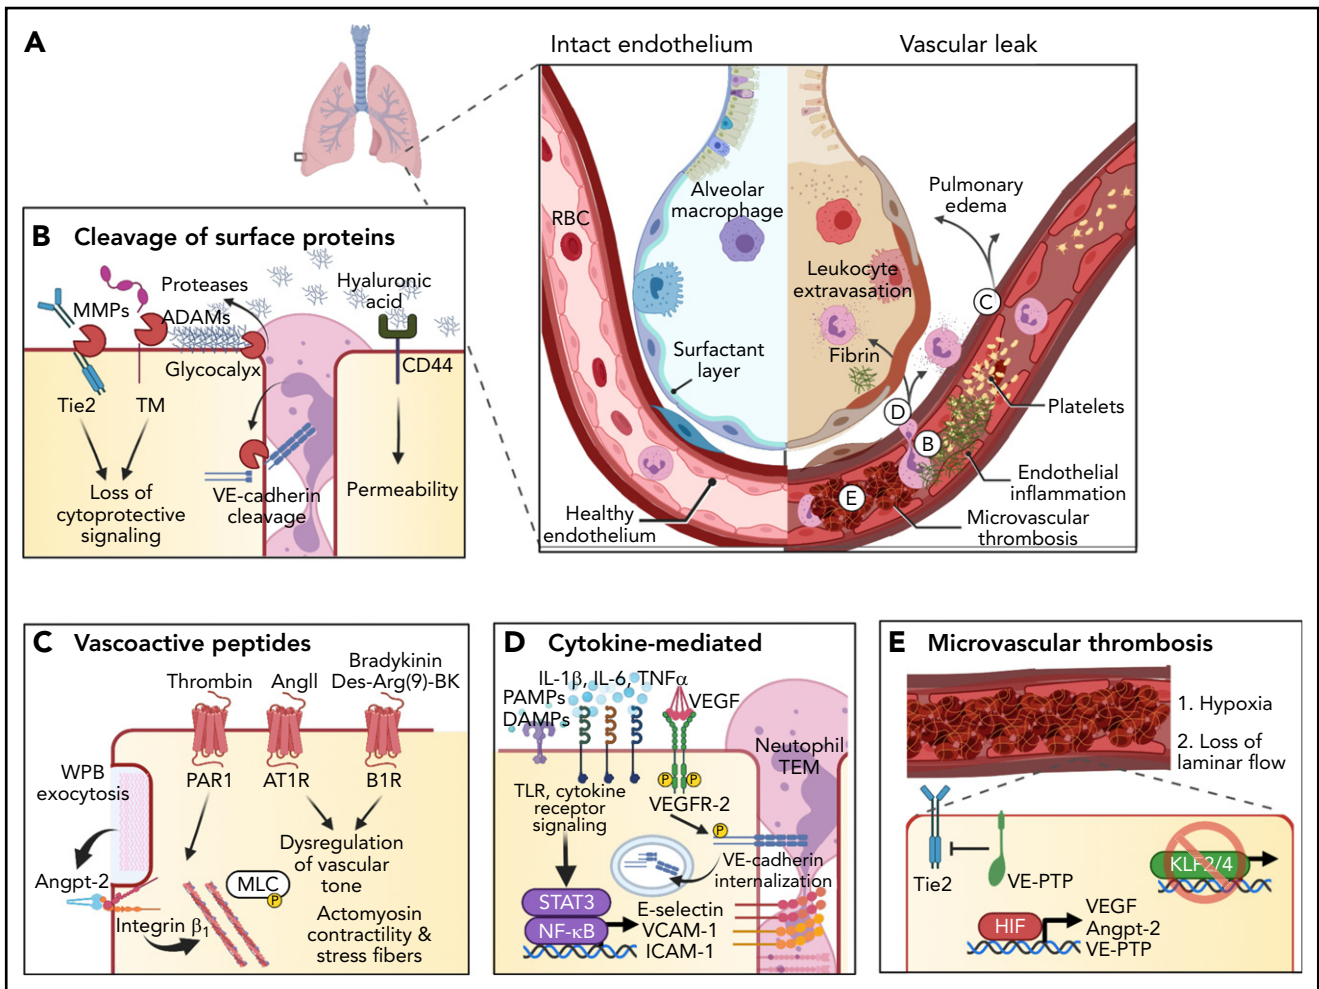 A
Intact endothelium
Vascular leak
RBC
Alveolar
macrophage
Surfactant
layer
Healthy
endothelium
Pulmonary
edema
Leukocyte
extravasation
Fibrin
C
D
B
E
Platelets
Endothelial
inflammation
Microvascular
thrombosis
B Cleavage of surface proteins
Proteases
Hyaluronic
acid
MMPs
ADAMs
Glycocalyx
CD44
Tie2
TM
Loss of
cytoprotective
signaling
VE-cadherin
cleavage
Permeability
C Vascoactive peptides
Thrombin
AngII
Bradykinin
Des-Arg(9)-BK
WPB
exocytosis
PAR1
AT1R
B1R
Dysregulation
of vascular
tone
Angpt-2
MLC
P
Integrin β1
Actomyosin
contractility &
stress fibers
D Cytokine-mediated
IL-1β, IL-6, TNFα
PAMPs
DAMPs
VEGF
Neutophil
TEM
P P
TLR, cytokine
receptor
signaling
VEGFR-2
P
VE-cadherin
internalization
STAT3
NF-κB
E-selectin
VCAM-1
ICAM-1
E Microvascular thrombosis
1. Hypoxia
2. Loss of
laminar flow
Tie2
VE-PTP
KLF2/4
HIF
VEGF
Angpt-2
VE-PTP